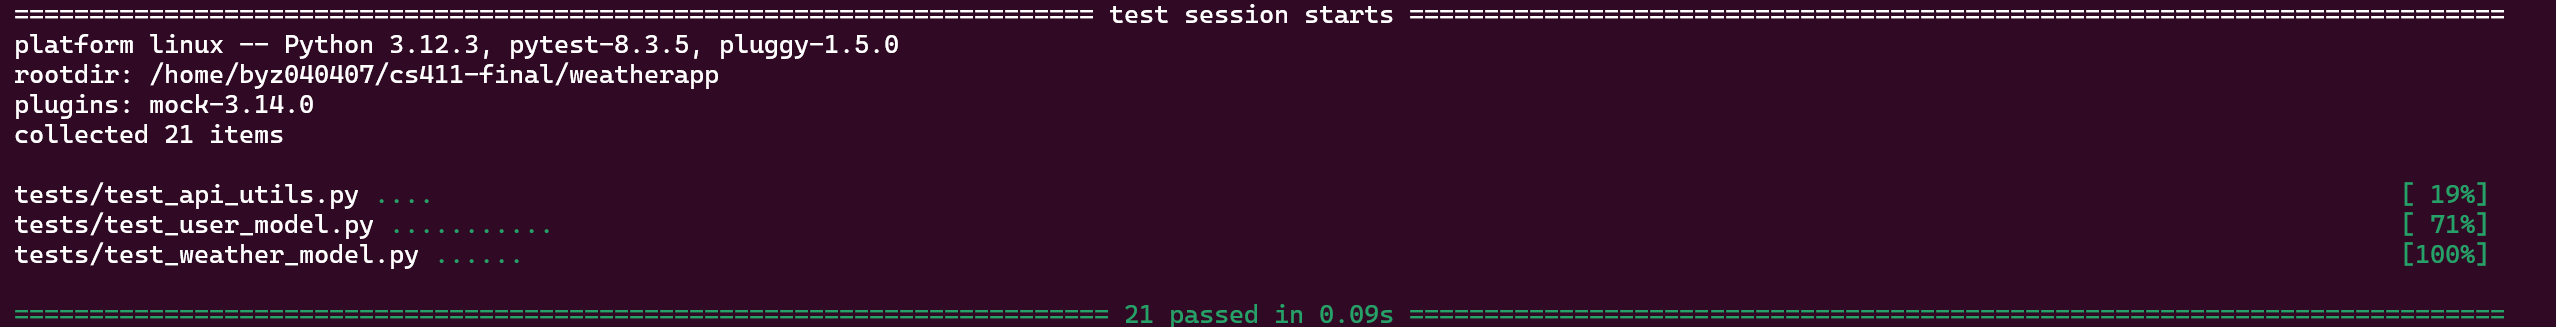 ======================================================================== test session starts =========================================================================
platform linux -- Python 3.12.3, pytest-8.3.5, pluggy-1.5.0
rootdir: /home/byz040407/cs411-final/weatherapp
plugins: mock-3.14.0
collected 21 items
tests/test_api_utils.py .... [ 19%]
tests/test_user_model.py ........... [ 71%]
tests/test_weather_model.py ...... [100%]
========================================================================= 21 passed in 0.09s =========================================================================